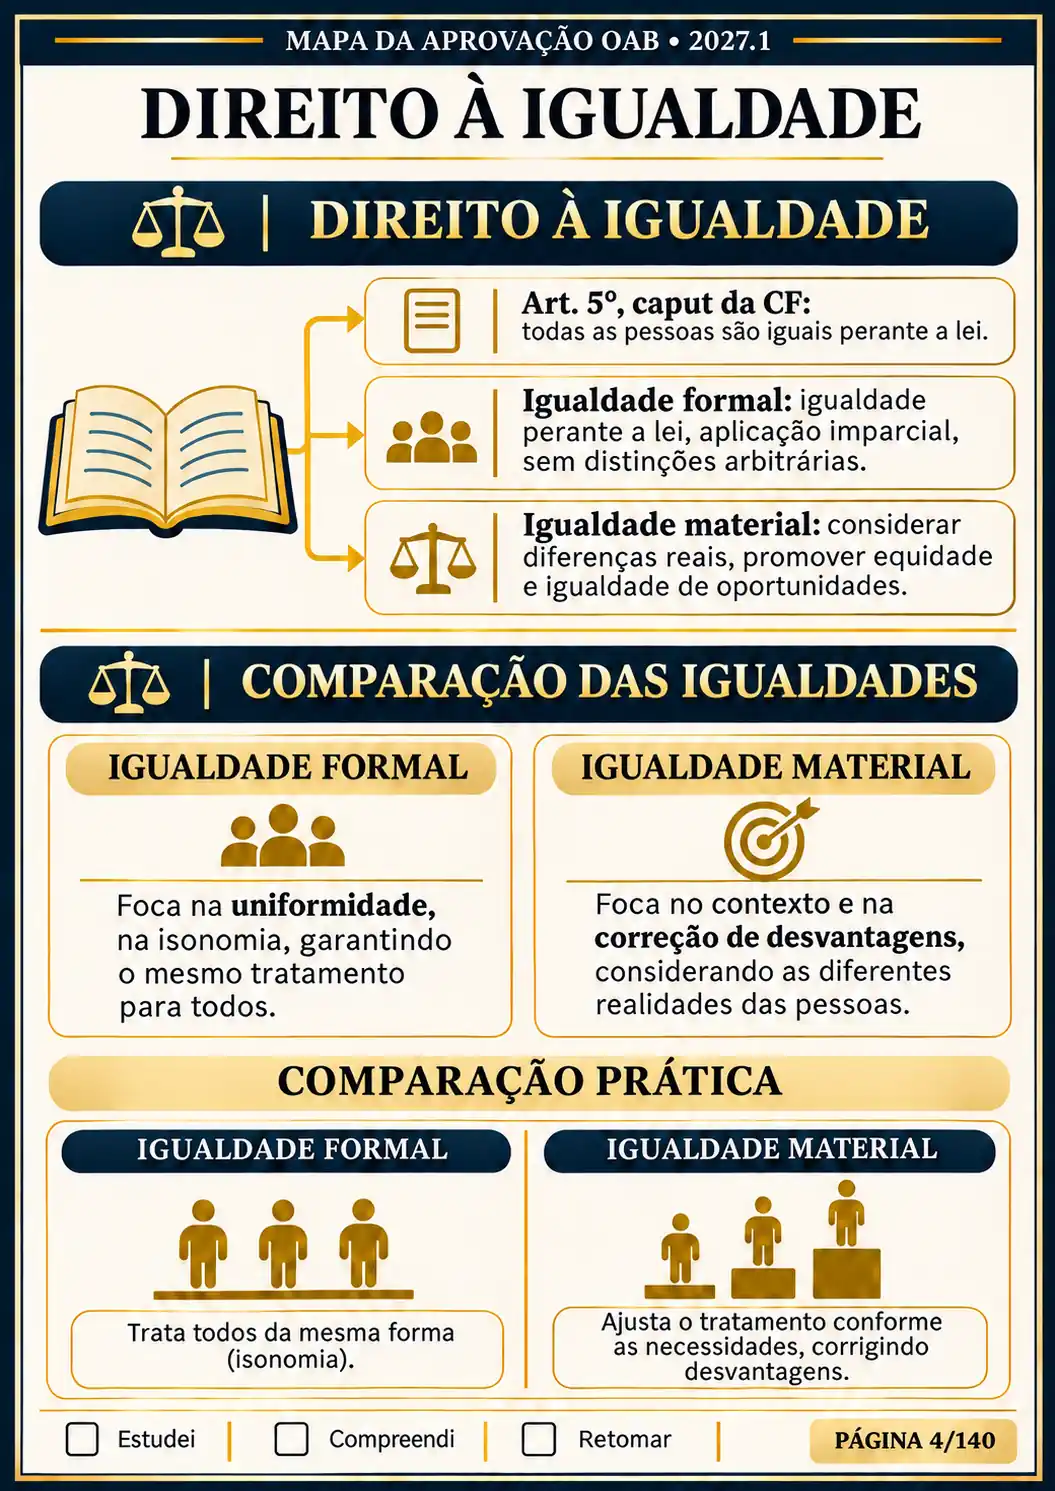 MAPA DA APROVAÇÃO OAB • 2027.1
DIREITO À IGUALDADE
DIREITO À IGUALDADE
Art. 5º, caput da CF:
todas as pessoas são iguais perante a lei.
Igualdade formal: igualdade
perante a lei, aplicação imparcial,
sem distinções arbitrárias.
Igualdade material: considerar
diferenças reais, promover equidade
e igualdade de oportunidades.
COMPARAÇÃO DAS IGUALDADES
IGUALDADE FORMAL
Foca na uniformidade,
na isonomia, garantindo
o mesmo tratamento
para todos.
IGUALDADE MATERIAL
Foca no contexto e na
correção de desvantagens,
considerando as diferentes
realidades das pessoas.
COMPARAÇÃO PRÁTICA
IGUALDADE FORMAL
Trata todos da mesma forma
(isonomia).
IGUALDADE MATERIAL
Ajusta o tratamento conforme
as necessidades, corrigindo
desvantagens.
Estudei
Compreendi
Retomar
PÁGINA 4/140